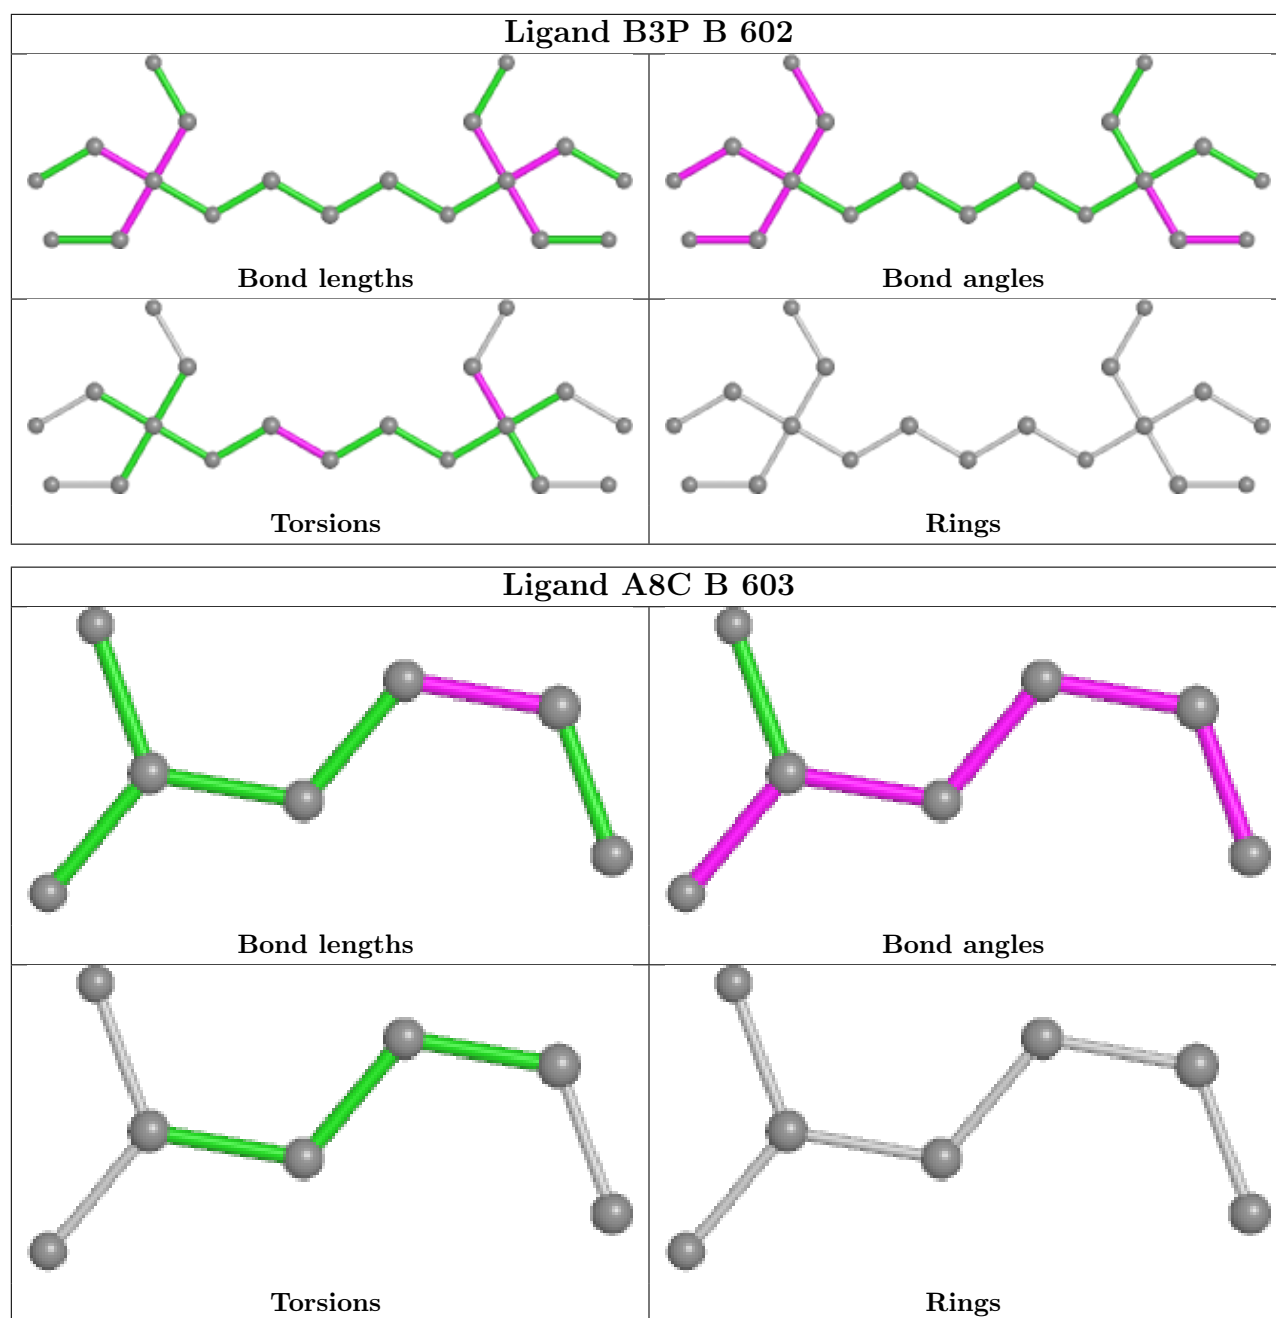 Ligand B3P B 602
Bond lengths
Bond angles
Torsions
Rings
Ligand A8C B 603
Bond lengths
Bond angles
Torsions
Rings